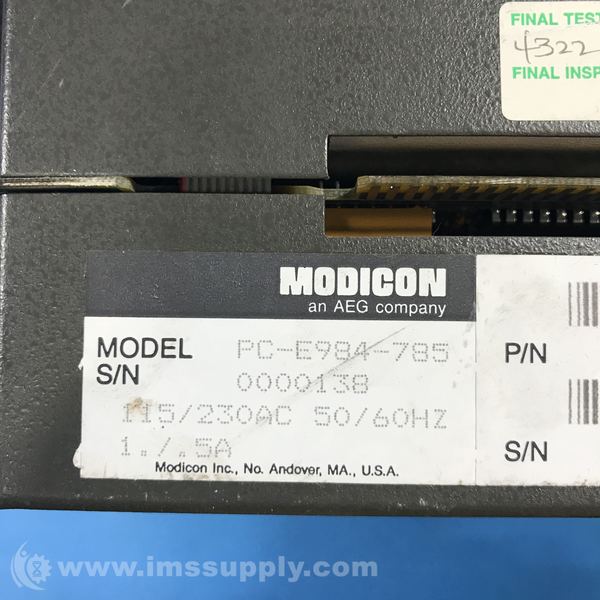 FINAL TEST
4322
FINAL INSP
MODICON
an AEG company
MODEL PC-E984-785
S/N 0000138
115/230AC 50/60HZ
1./.5A
Modicon Inc., No. Andover, MA., U.S.A.
P/N
S/N
www.imssupply.com